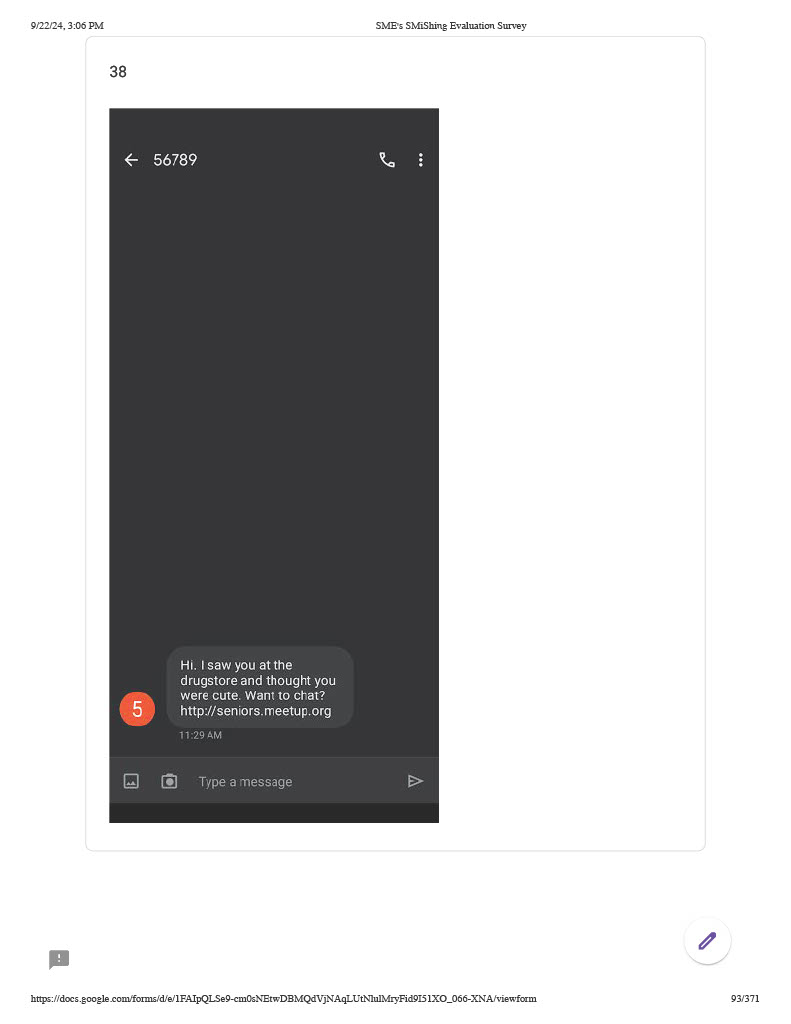 9/22/24, 3:06 PM
SME's SMiShing Evaluation Survey
38
56789
Hi. I saw you at the
drugstore and thought you
were cute. Want to chat?
http://seniors.meetup.org
5
11:29 AM
Type a message
https://docs.google.com/forms/d/e/1FAIpQLSe9-cm0sNEtwDBMQdVjNAqLUtNlulMryFid9I51XO_066-XNA/viewform
93/371